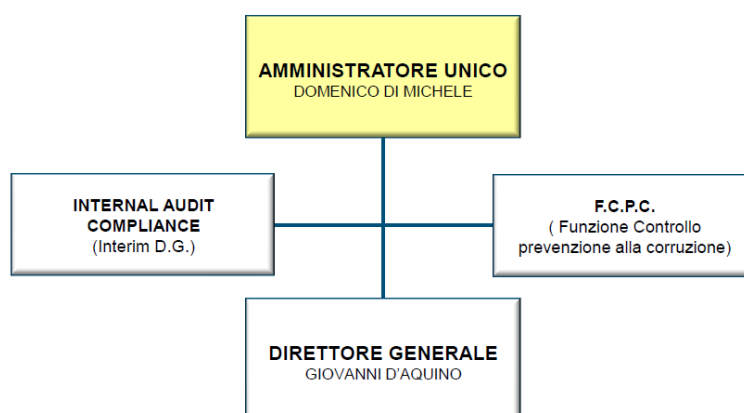 AMMINISTRATORE UNICO
DOMENICO DI MICHELE
INTERNAL AUDIT
COMPLIANCE
(Interim D.G.)
F.C.P.C.
( Funzione Controllo
prevenzione alla corruzione)
DIRETTORE GENERALE
GIOVANNI D'AQUINO